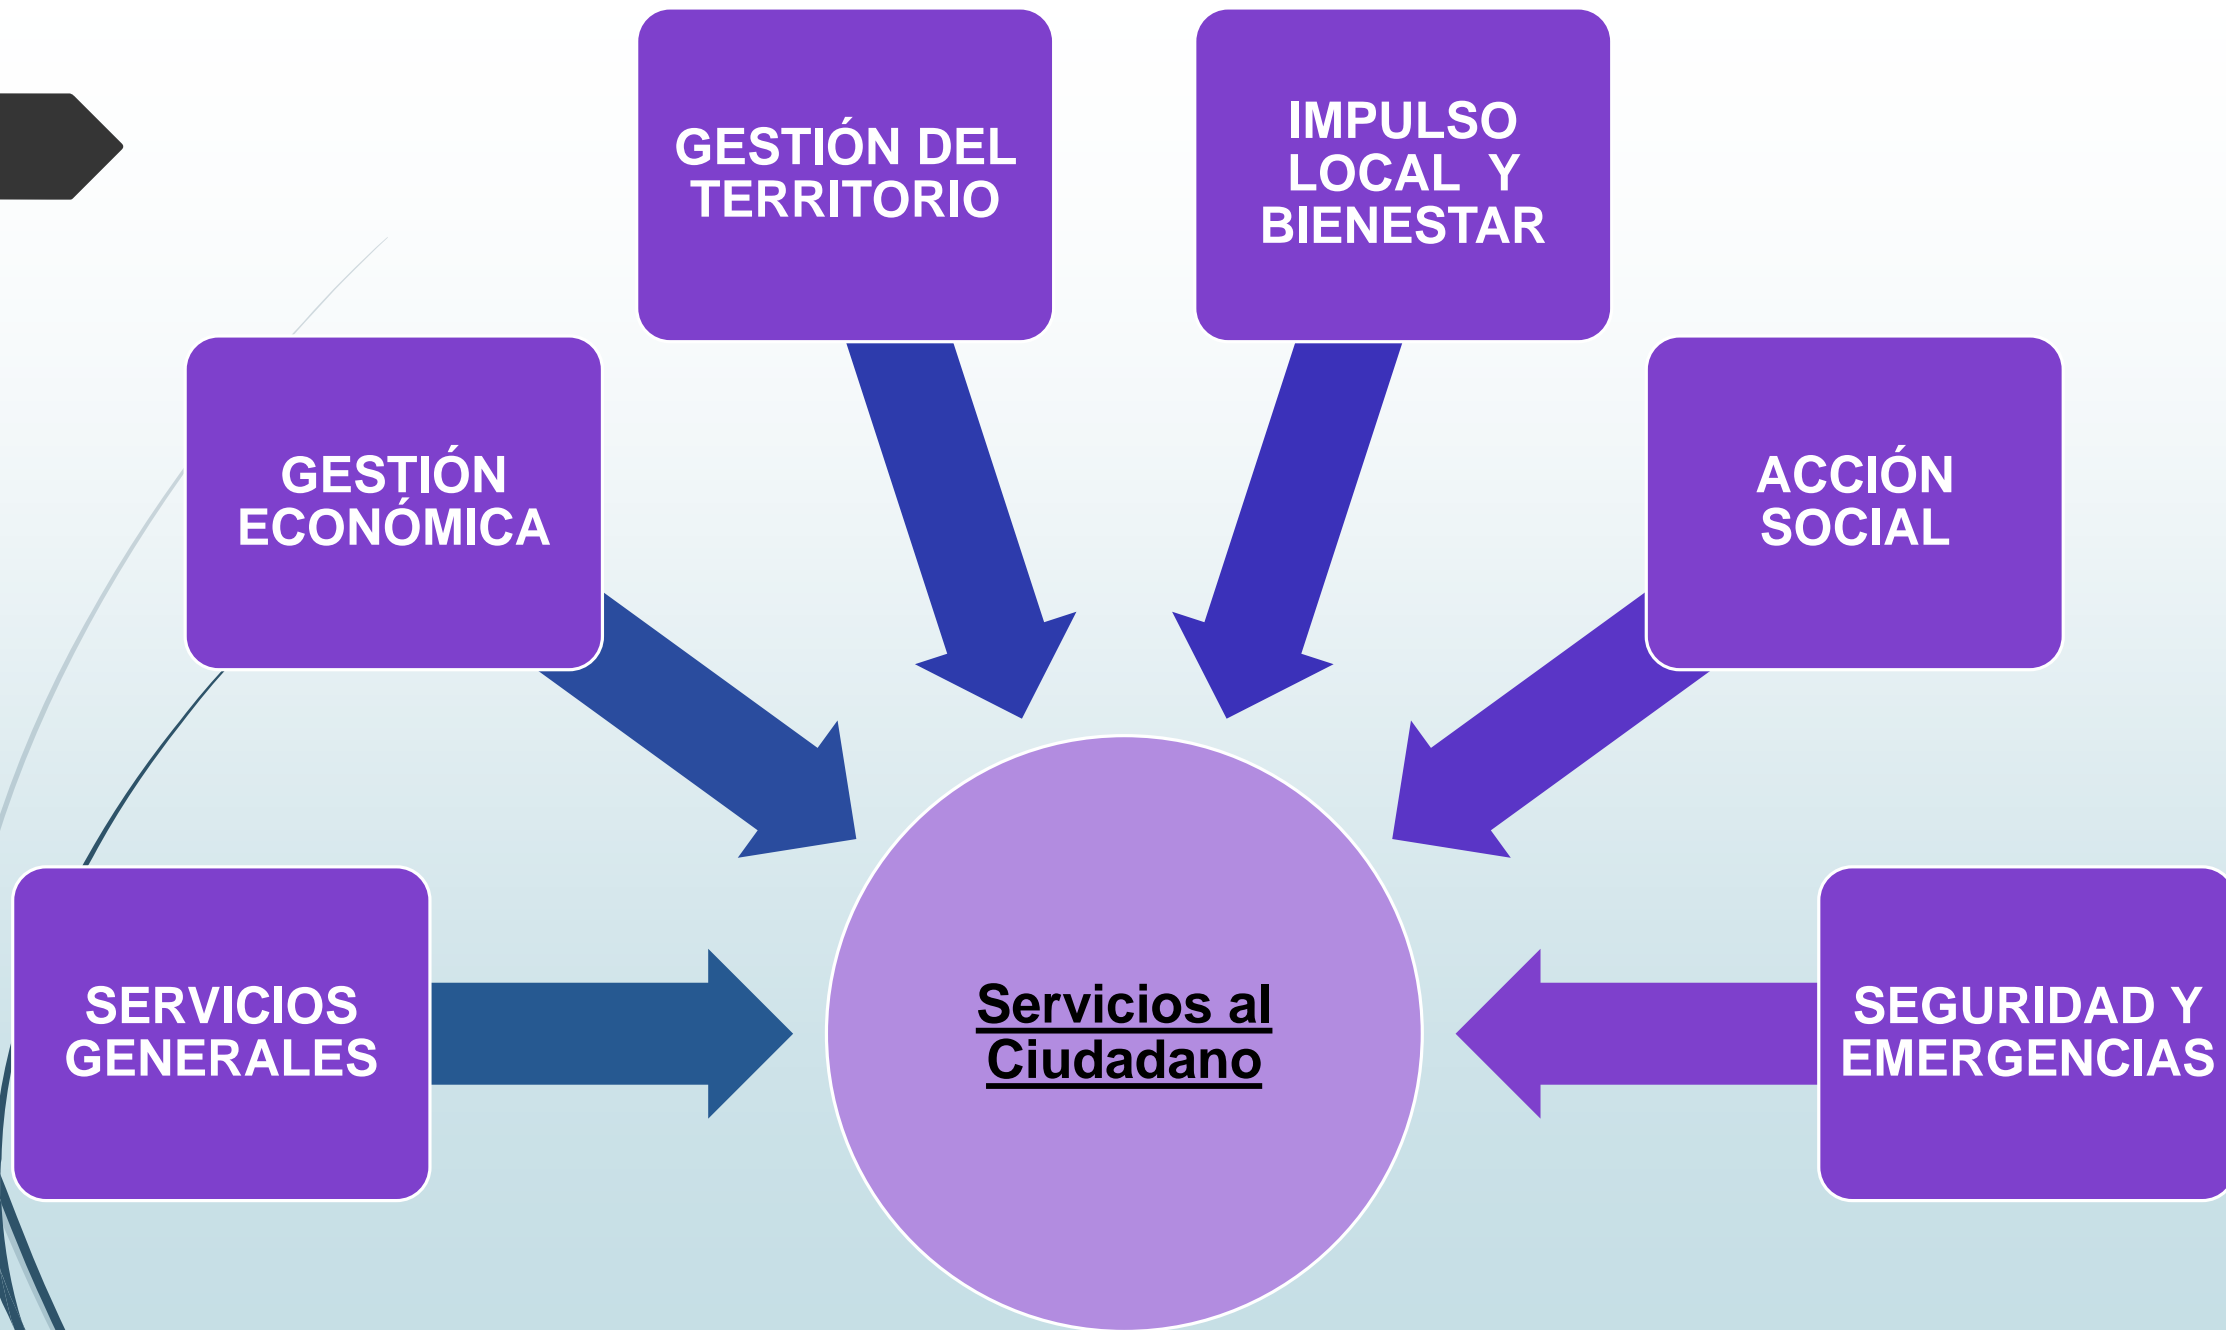 GESTIÓN DEL
TERRITORIO
IMPULSO
LOCAL  Y
BIENESTAR
GESTIÓN
ECONÓMICA
ACCIÓN
SOCIAL
SERVICIOS
GENERALES
Servicios al
Ciudadano
SEGURIDAD Y
EMERGENCIAS